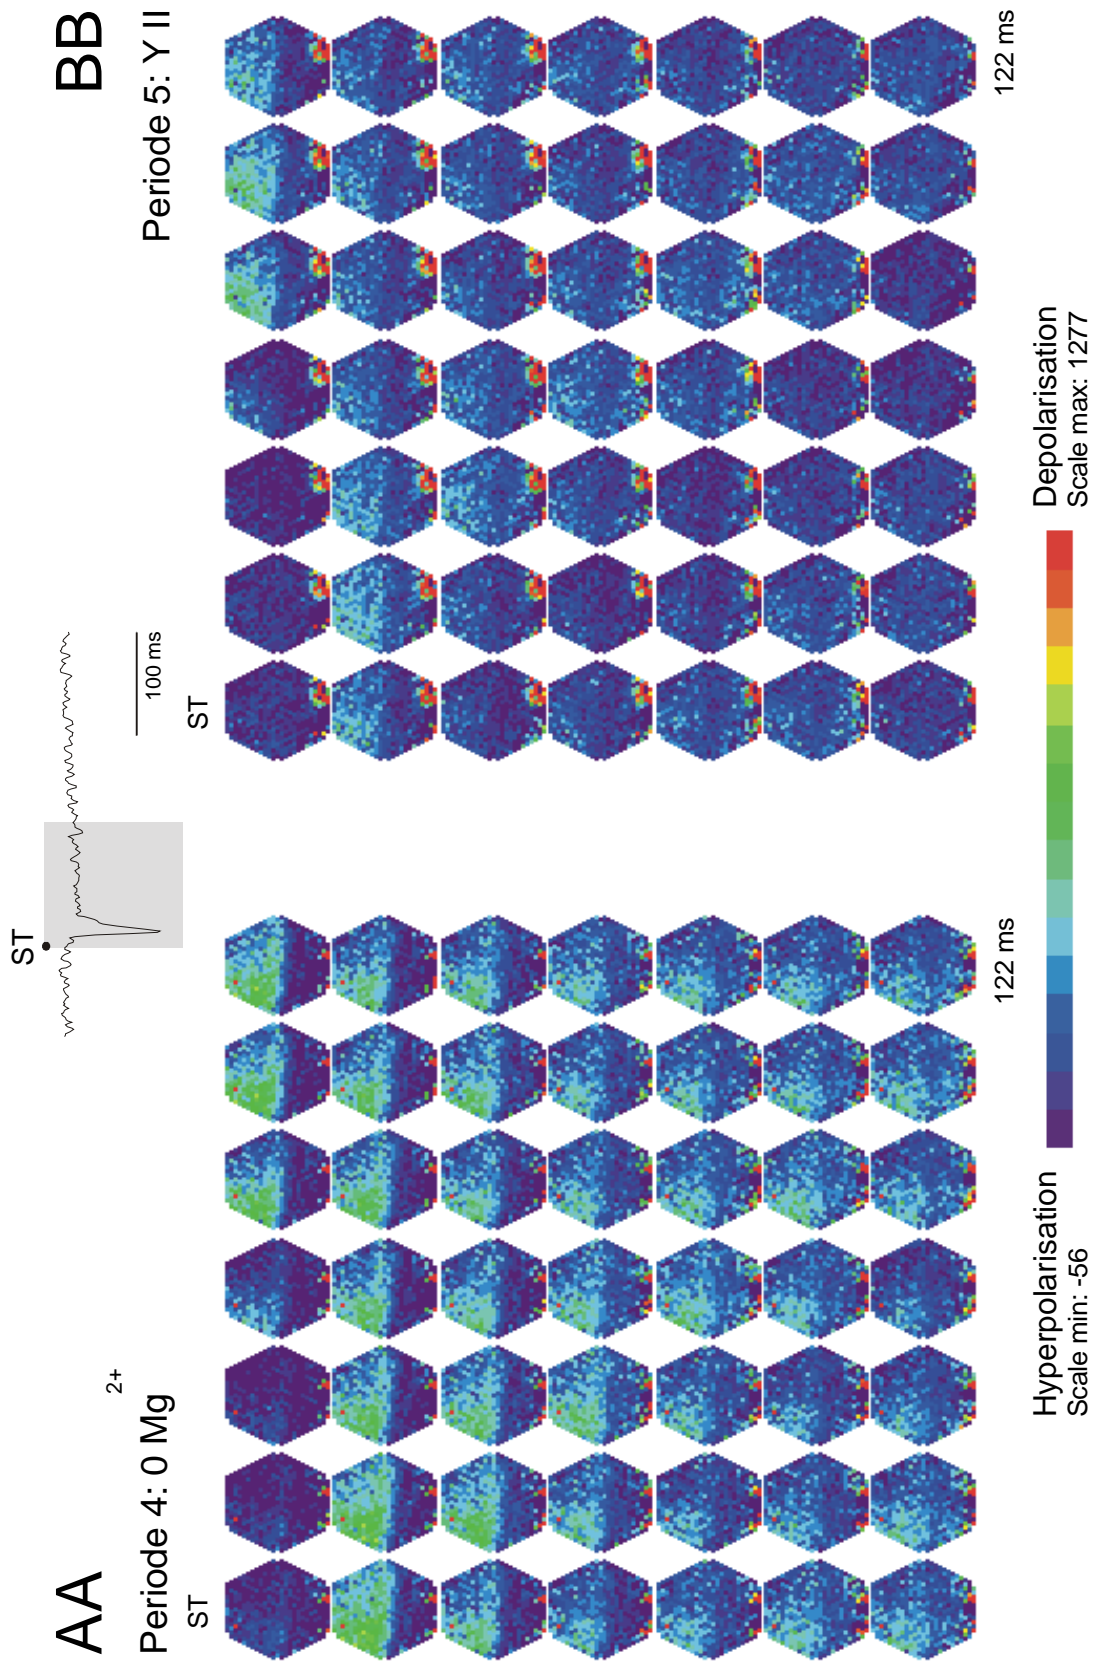 AA
Periode 4: 0 Mg 2+
ST
122 ms
ST
100 ms
BB
Periode 5: Y II
ST
122 ms
Hyperpolarisation
Scale min: -56
Depolarisation
Scale max: 1277